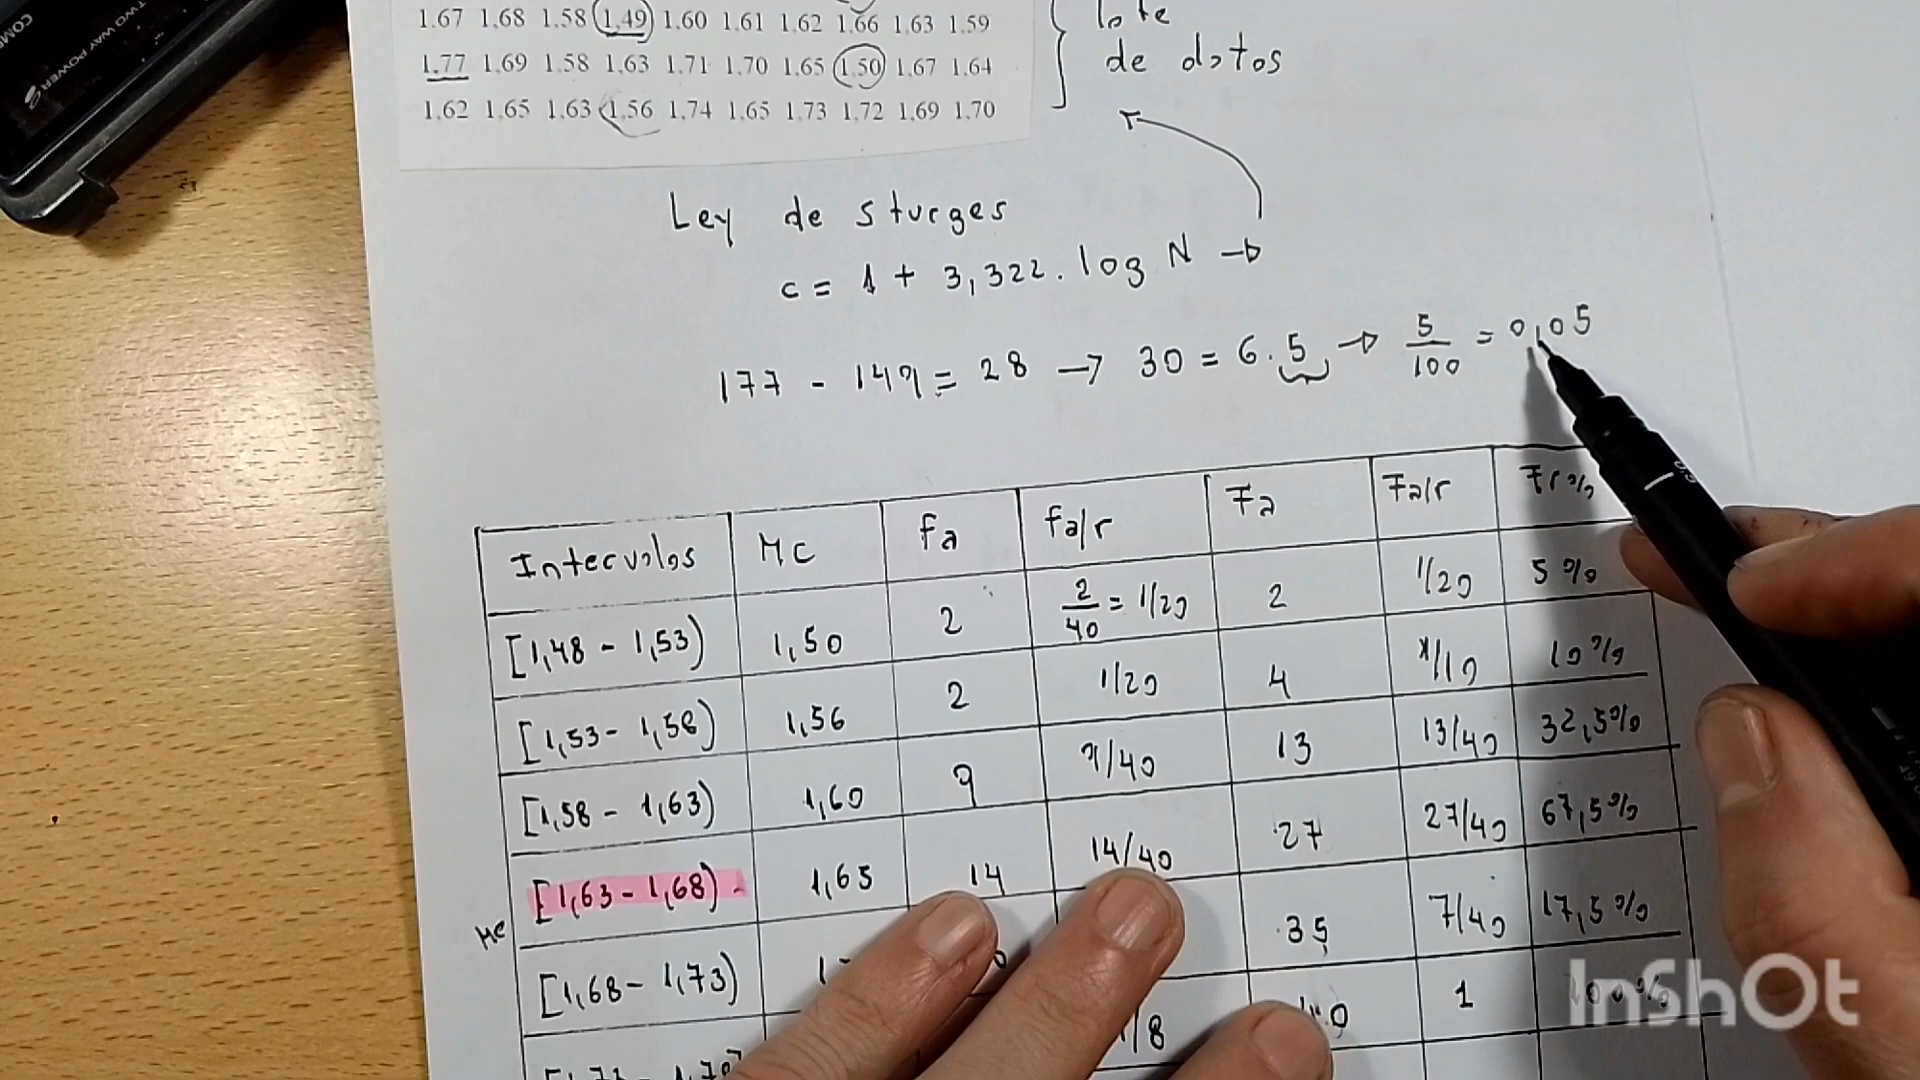 1.67 1.68 1.58 1.49 1.60 1.61 1.62 1.66 1.63 1.59
1.77 1.69 1.58 1.63 1.71 1.70 1.65 1.50 1.67 1.64
1.62 1.65 1.63 1.56 1.74 1.65 1.73 1.72 1.69 1.70
lote
de datos
TWO WAY POWER
Ley de sturges
c = 1 + 3,322. log N →
177 - 149 = 28 → 30 = 6.5 → 5/100 = 0,05
Intervalos MC fa fa/r Fa Fa/r Fr%
[1,48 - 1,53) 1,50 2 2/40 = 1/20 2 1/20 5%
[1,53 - 1,58) 1,56 2 1/20 4 1/10 10%
[1,58 - 1,63) 1,60 9 9/40 13 13/40 32,5%
[1,63 - 1,68) 1,65 14 14/40 27 27/40 67,5%
MC
[1,68 - 1,73) 35 7/40 17,5%
1 100%
InShOt